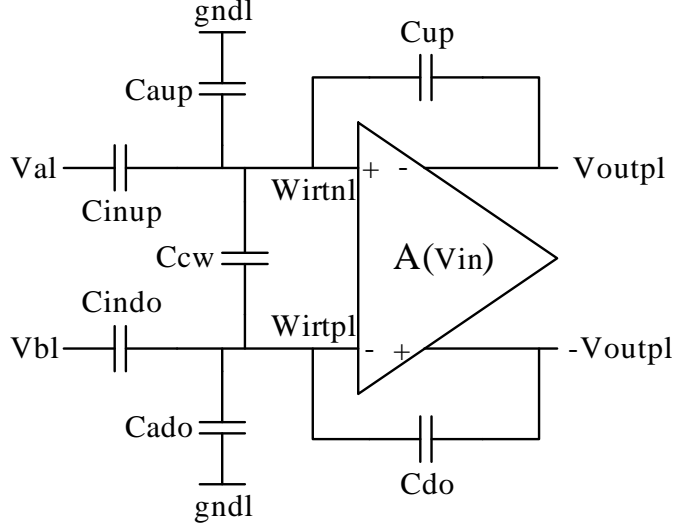 gndl
Cup
Caup
Val
+ -
Voutpl
Wirtnl
Cinup
Ccw
A(Vin)
Cindo
Wirtpl
Vbl
- +
-Voutpl
Cado
Cdo
gndl